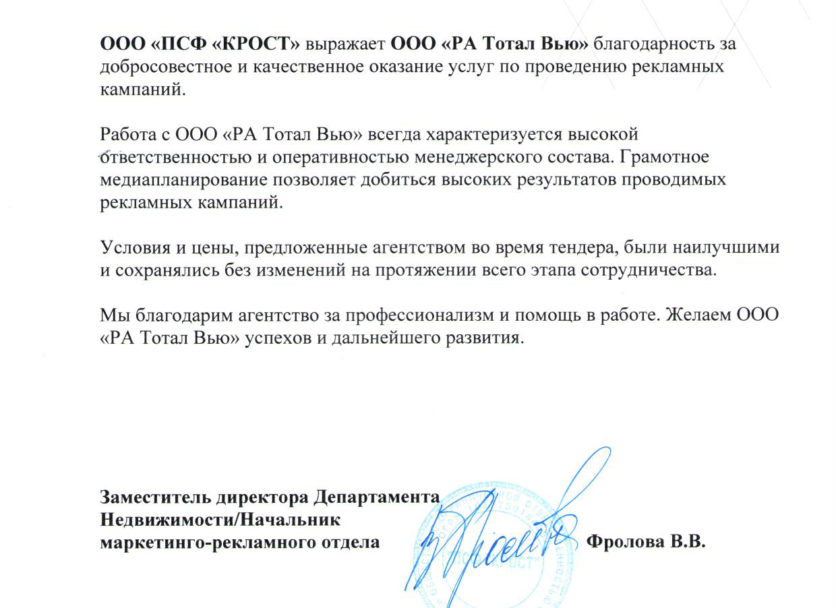 ООО «ПСФ «КРОСТ» выражает ООО «РА Тотал Вью» благодарность за
добросовестное и качественное оказание услуг по проведению рекламных
кампаний.
Работа с ООО «РА Тотал Вью» всегда характеризуется высокой
ответственностью и оперативностью менеджерского состава. Грамотное
медиапланирование позволяет добиться высоких результатов проводимых
рекламных кампаний.
Условия и цены, предложенные агентством во время тендера, были наилучшими
и сохранялись без изменений на протяжении всего этапа сотрудничества.
Мы благодарим агентство за профессионализм и помощь в работе. Желаем ООО
«РА Тотал Вью» успехов и дальнейшего развития.
Заместитель директора Департамента
Недвижимости/Начальник
маркетинго-рекламного отдела Фролова В.В.